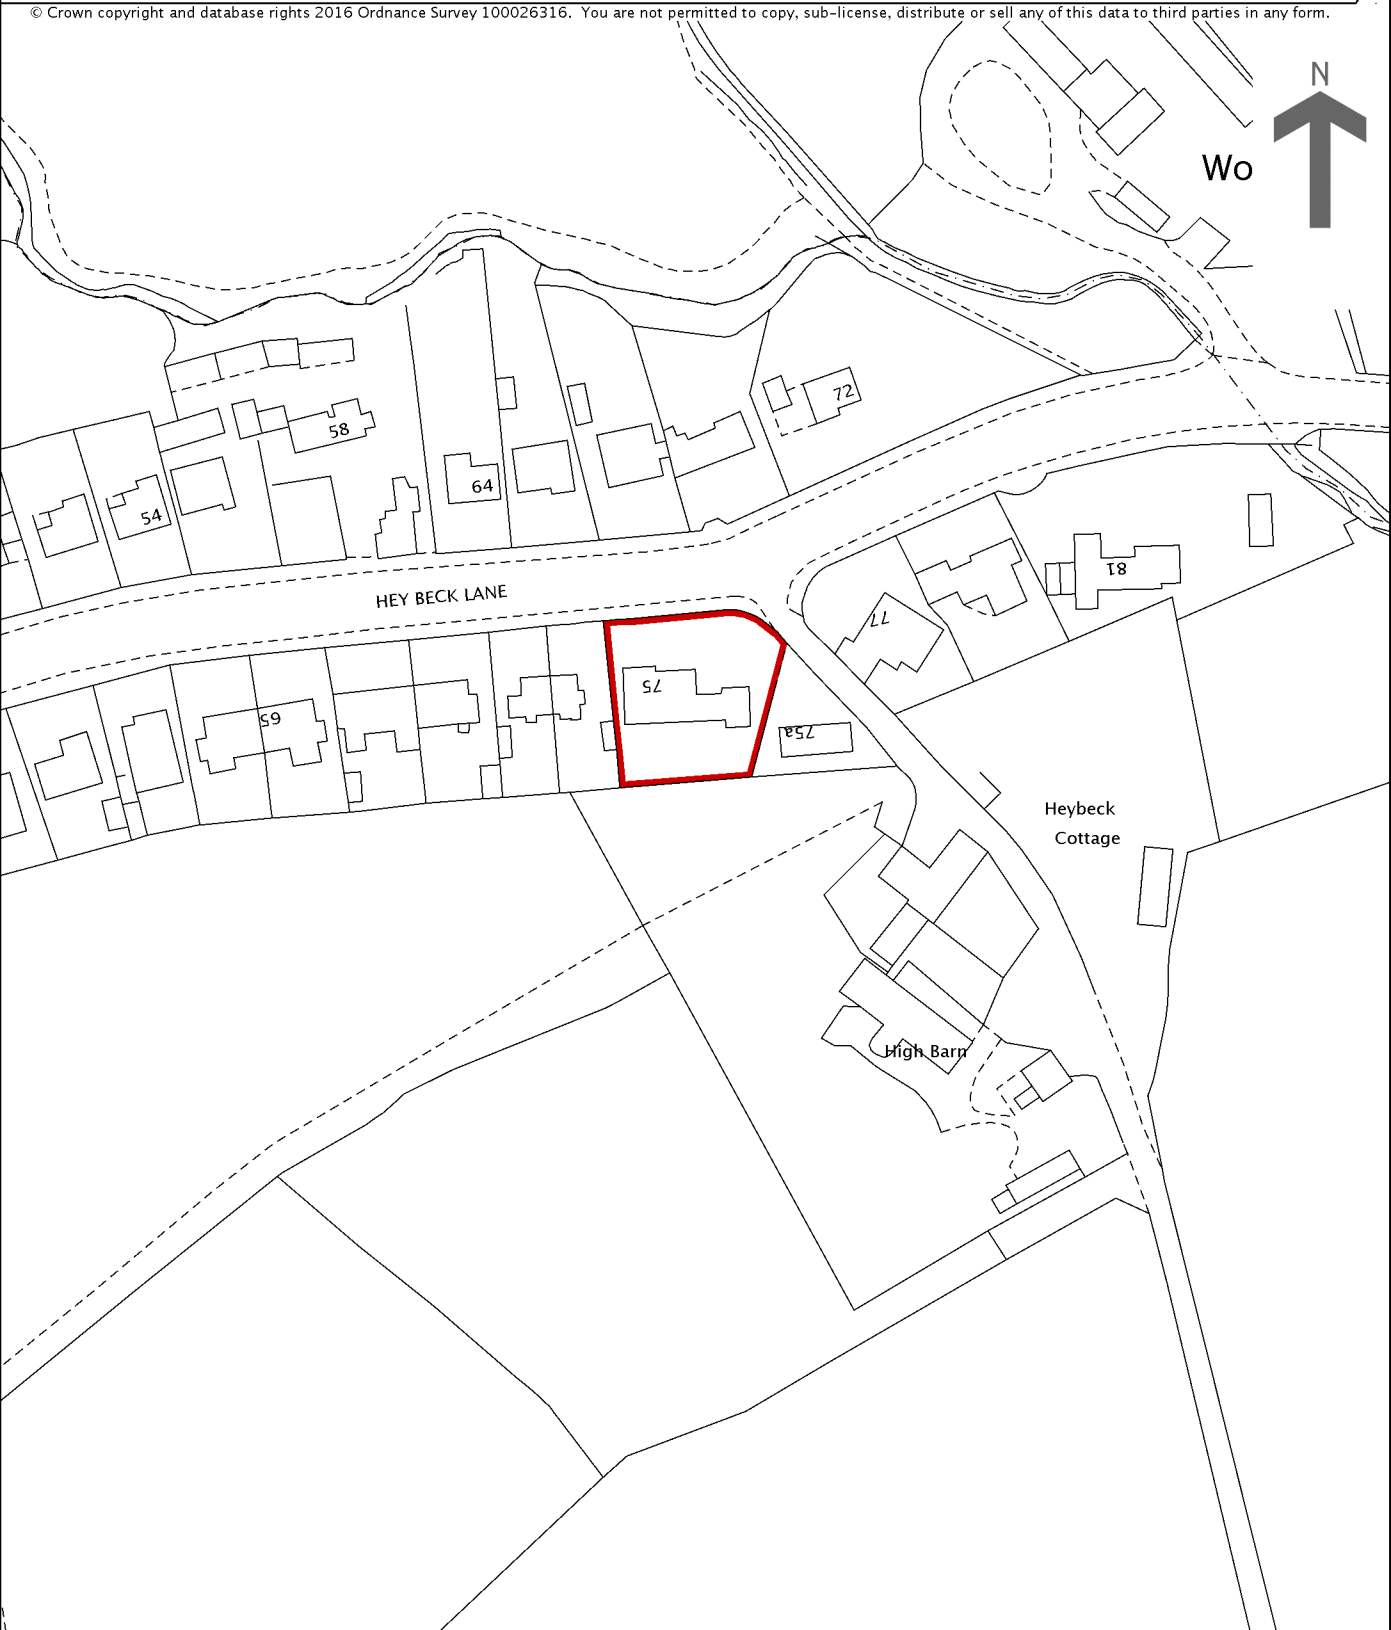 © Crown copyright and database rights 2016 Ordnance Survey 100026316. You are not permitted to copy, sub-license, distribute or sell any of this data to third parties in any form.
N
Wo
72
58
64
54
81
HEY BECK LANE
77
75
65
75a
Heybeck
Cottage
High Barn